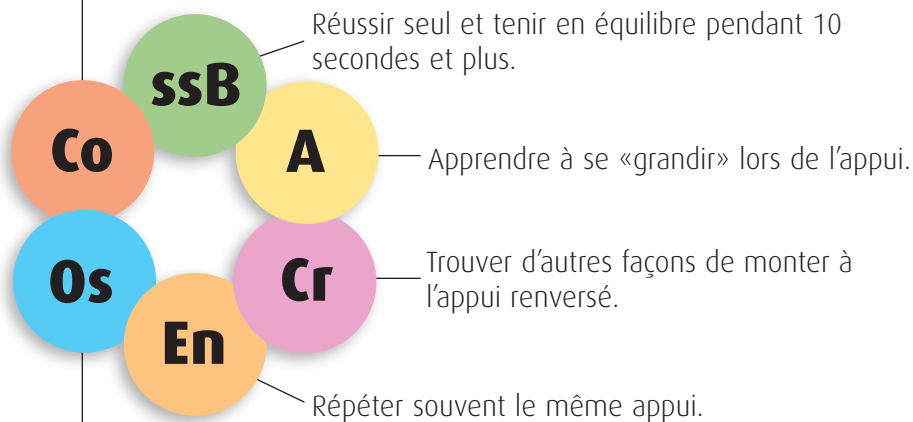 Réussir seul et tenir en équilibre pendant 10
secondes et plus.
ssB
Co
A
Apprendre à se «grandir» lors de l'appui.
Os
Cr
Trouver d'autres façons de monter à
l'appui renversé.
En
Répéter souvent le même appui.